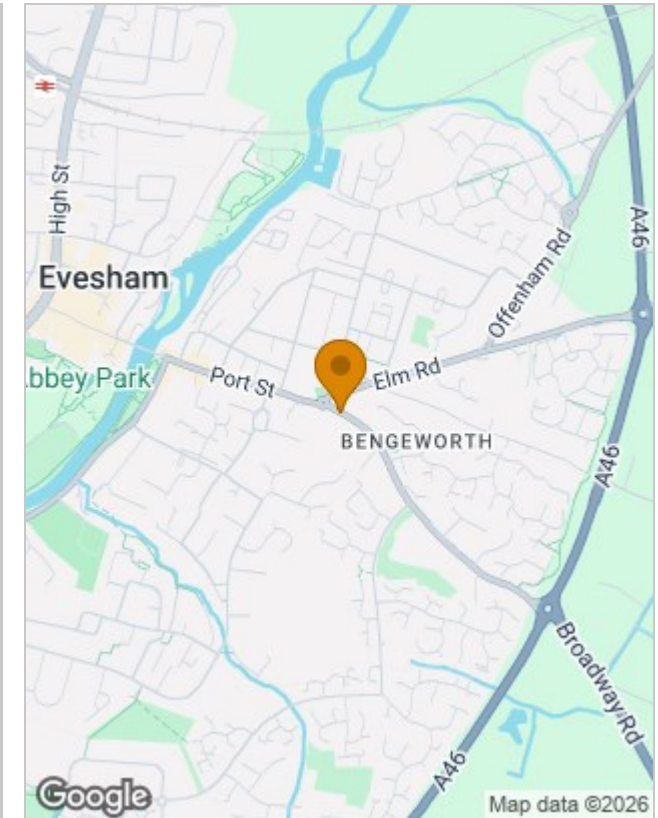 High St
Evesham
Abbey Park
Port St
Elm Rd
Offenham Rd
A46
BENGEWORTH
A46
Broadway Rd
A46
Google
Map data ©2026